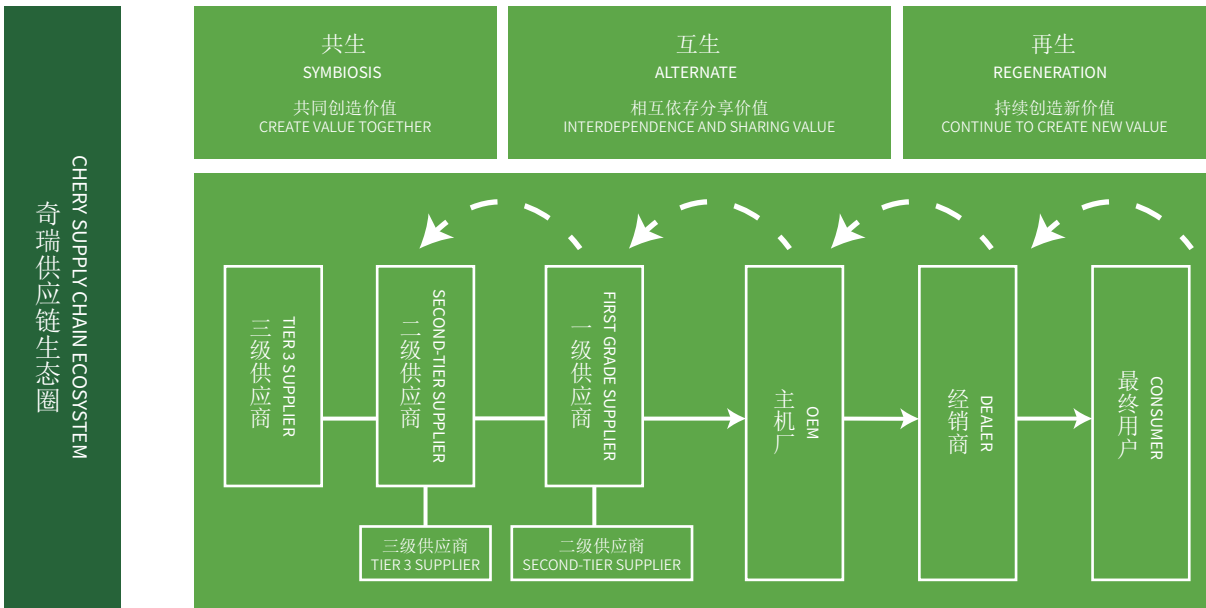 奇瑞供应链生态圈
CHERY SUPPLY CHAIN ECOSYSTEM
共生
SYMBIOSIS
共同创造价值
CREATE VALUE TOGETHER
互生
ALTERNATE
相互依存分享价值
INTERDEPENDENCE AND SHARING VALUE
再生
REGENERATION
持续创造新价值
CONTINUE TO CREATE NEW VALUE
三级供应商
TIER 3 SUPPLIER
二级供应商
SECOND-TIER SUPPLIER
一级供应商
FIRST GRADE SUPPLIER
主机厂
OEM
经销商
DEALER
最终用户
CONSUMER
三级供应商
TIER 3 SUPPLIER
二级供应商
SECOND-TIER SUPPLIER